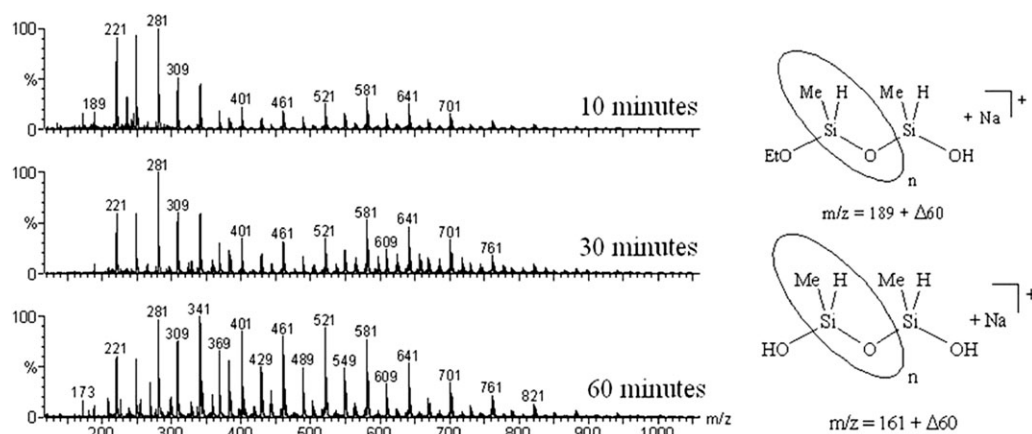 100
%
0
221
281
189
309
401
461
521
581
641
701
10 minutes
100
%
0
221
281
309
401
461
521
581
609
641
701
761
30 minutes
100
%
0
173
221
281
309
341
369
401
429
461
489
521
549
581
609
641
701
761
821
60 minutes
200 300 400 500 600 700 800 900 1000
m/z
Me H Me H
Si Si
EtO O OH
n
+ Na
+
m/z = 189 + Δ60
Me H Me H
Si Si
HO O OH
n
+ Na
+
m/z = 161 + Δ60